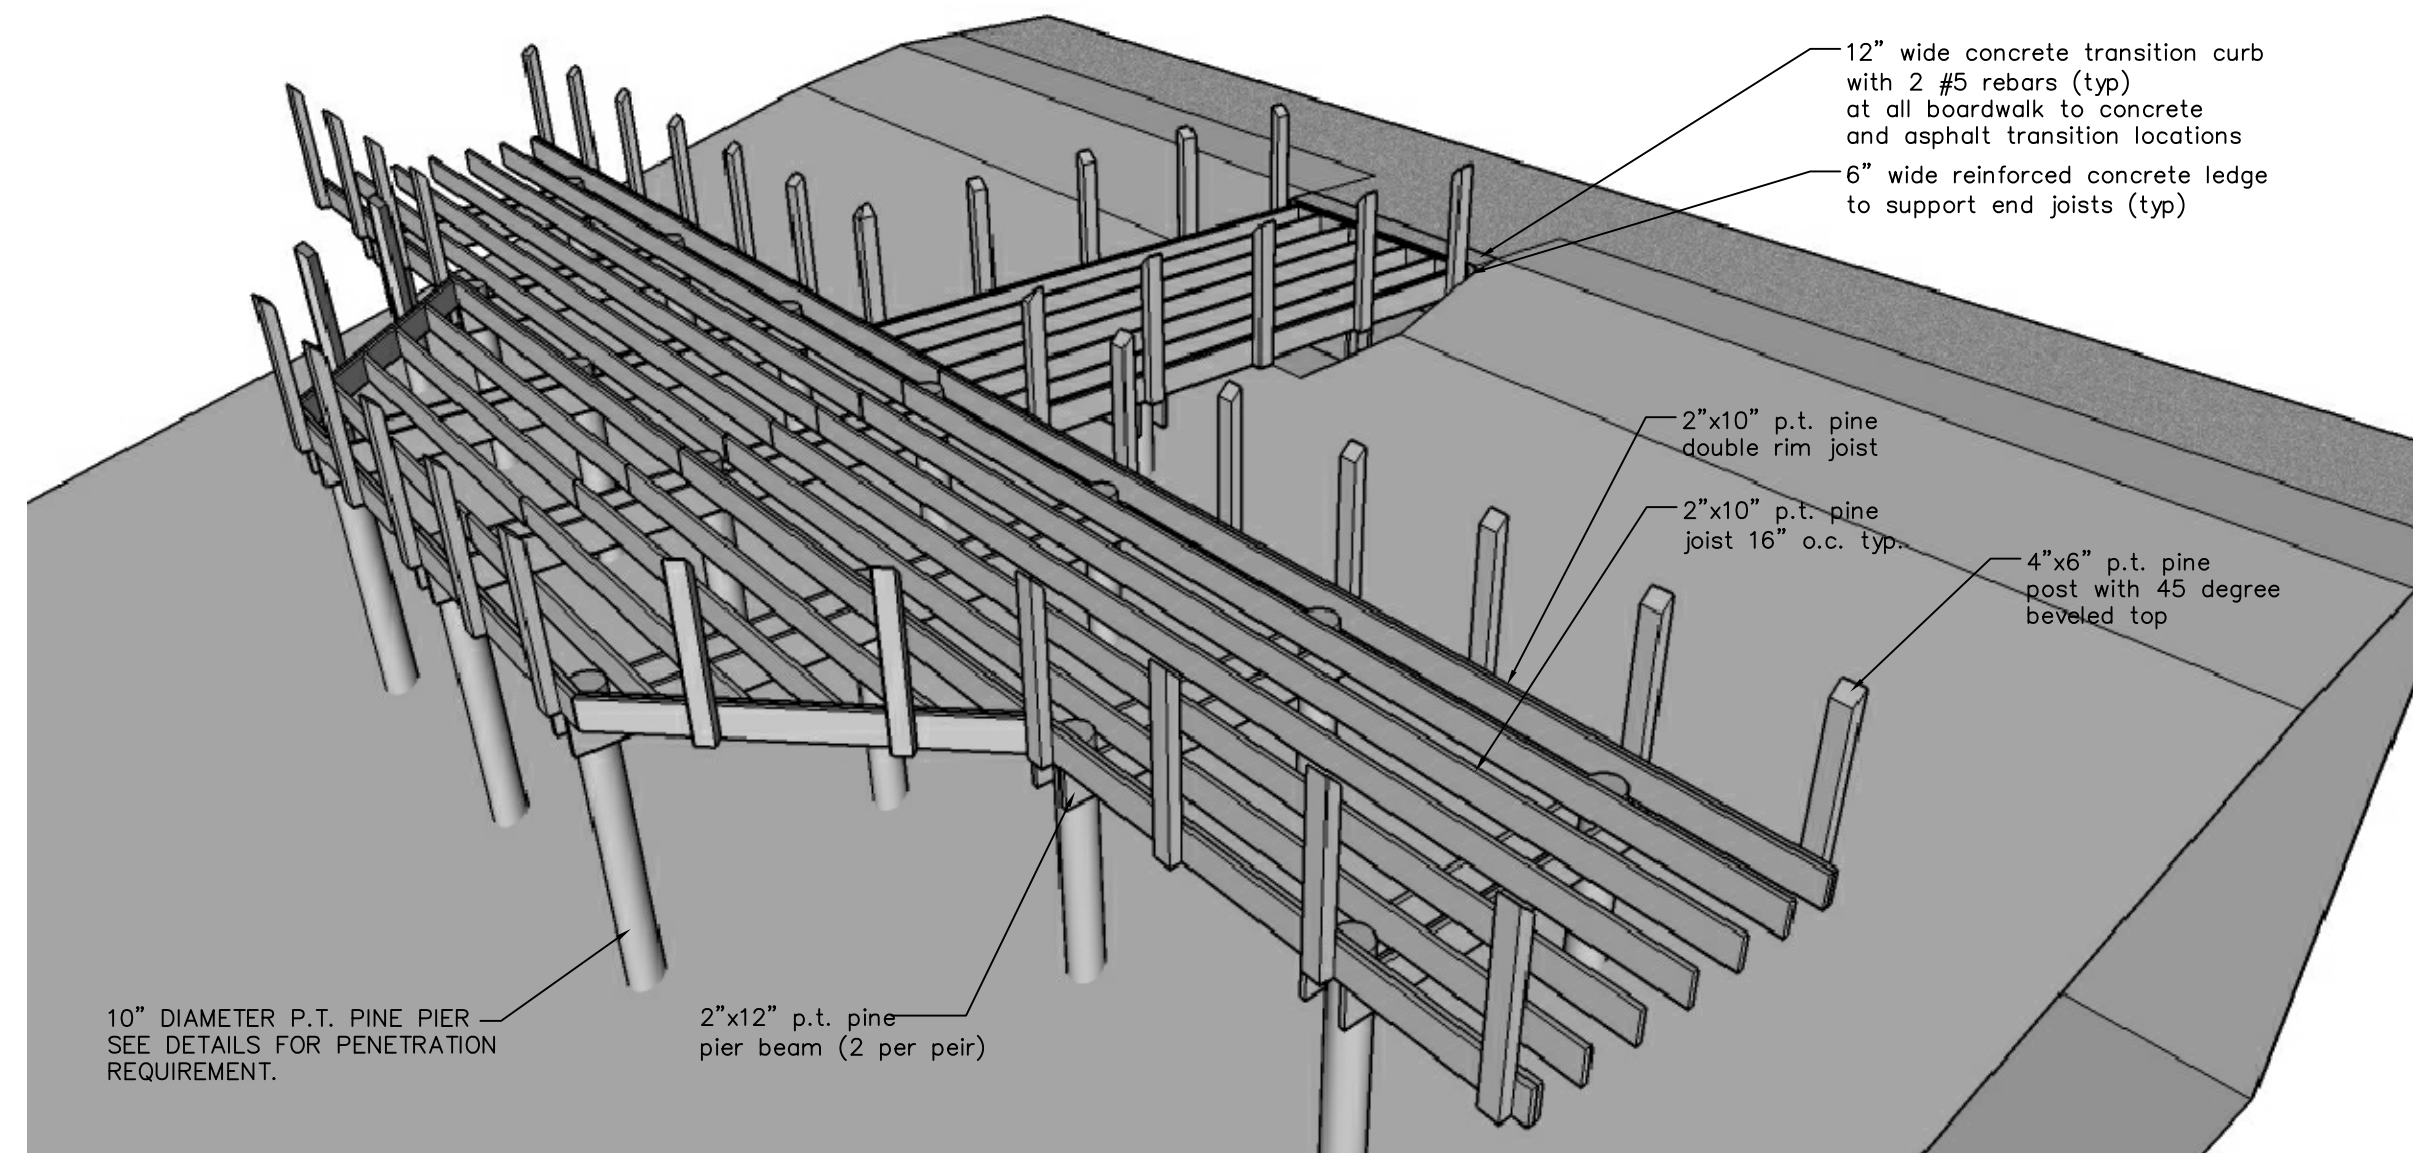 12” wide concrete transition curb
with 2 #5 rebars (typ)
at all boardwalk to concrete
and asphalt transition locations
6” wide reinforced concrete ledge
to support end joists (typ)
2”x10” p.t. pine
double rim joist
2”x10” p.t. pine
joist 16” o.c. typ.
4”x6” p.t. pine
post with 45 degree
beveled top
10” DIAMETER P.T. PINE PIER
SEE DETAILS FOR PENETRATION
REQUIREMENT.
2”x12” p.t. pine
pier beam (2 per peir)